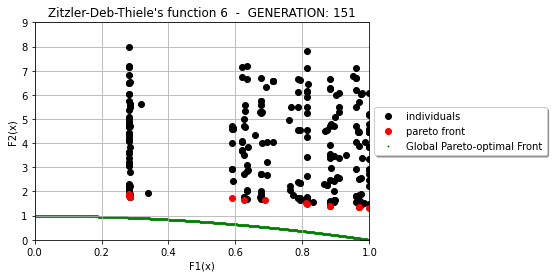 Zitzler-Deb-Thiele's function 6  -  GENERATION: 151
F2(x)
9
8
7
6
5
4
3
2
1
0
0.0 0.2 0.4 0.6 0.8 1.0
F1(x)
individuals
pareto front
Global Pareto-optimal Front